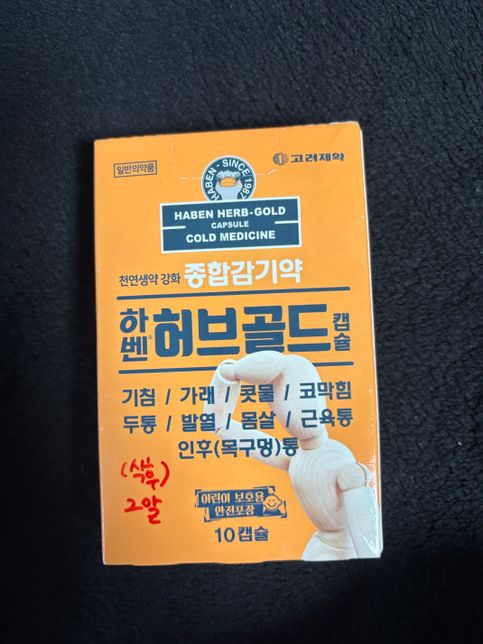 일반의약품
HABEN - SINCE 1987
고려제약
HABEN HERB-GOLD
CAPSULE
COLD MEDICINE
천연생약 강화 종합감기약
하벤® 허브골드 캡슐
기침 / 가래 / 콧물 / 코막힘
두통 / 발열 / 몸살 / 근육통
인후(목구멍)통
(식후)
2알
어린이 보호용
안전포장
10캡슐